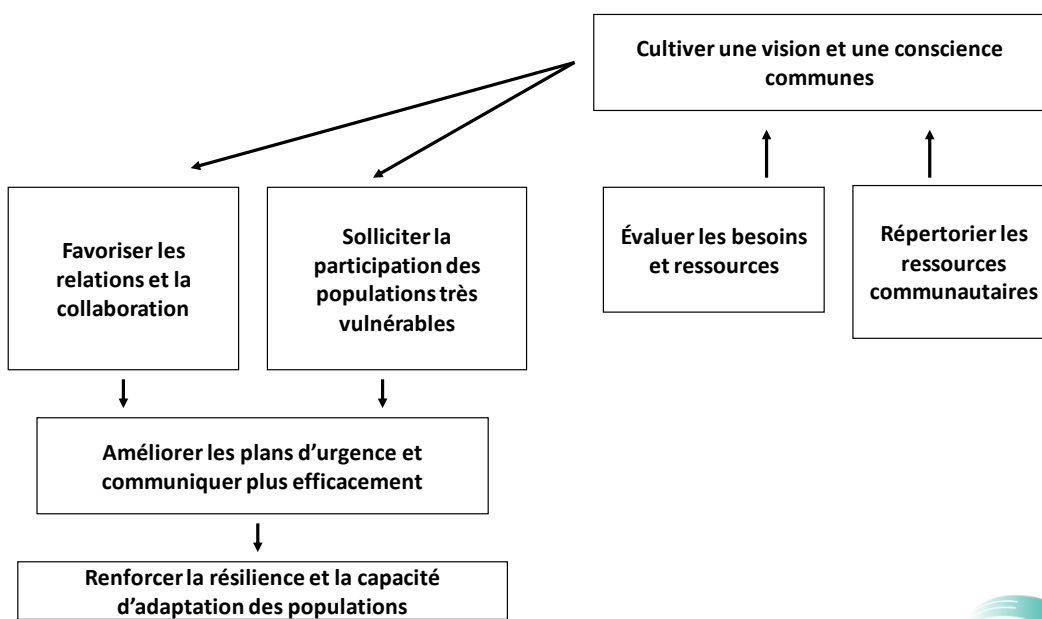 Cultiver une vision et une conscience
communes
Favoriser les
relations et la
collaboration
Solliciter la
participation des
populations très
vulnérables
Évaluer les besoins
et ressources
Répertorier les
ressources
communautaires
Améliorer les plans d’urgence et
communiquer plus efficacement
Renforcer la résilience et la capacité
d’adaptation des populations